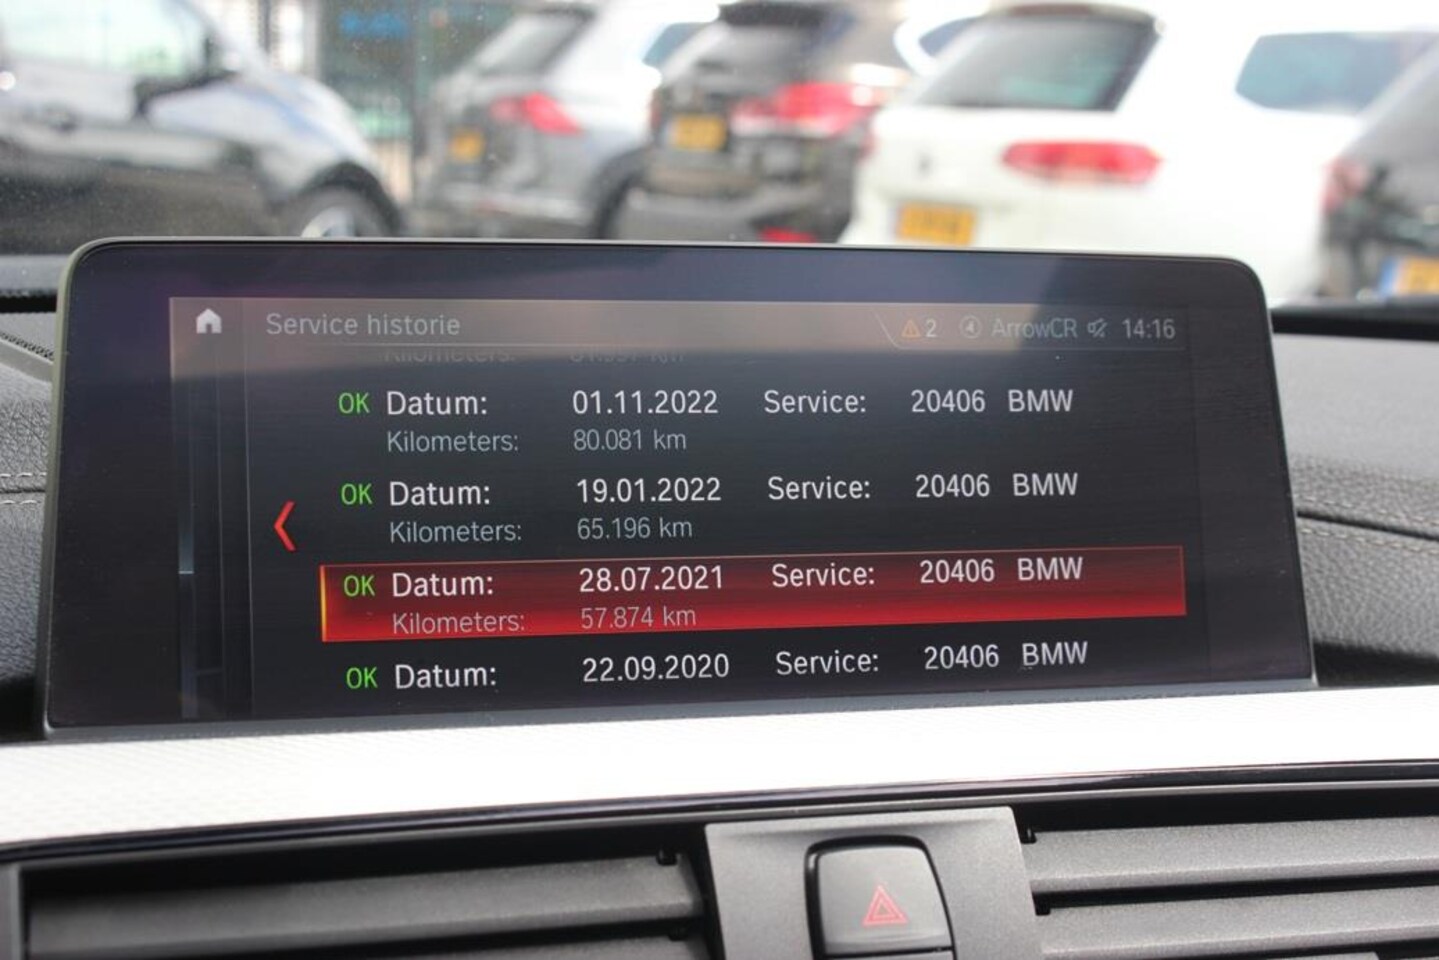 Service historie 2 4 ArrowCR 14:16
OK Datum: 01.11.2022 Service: 20406 BMW
Kilometers: 80.081 km
OK Datum: 19.01.2022 Service: 20406 BMW
Kilometers: 65.196 km
OK Datum: 28.07.2021 Service: 20406 BMW
Kilometers: 57.874 km
OK Datum: 22.09.2020 Service: 20406 BMW